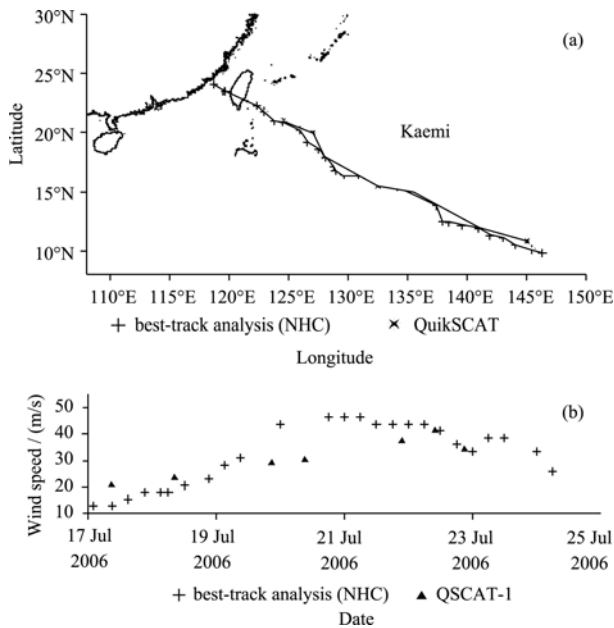 30°N
(a)
25°N
Latitude
20°N
Kaemi
15°N
10°N
110°E 115°E 120°E 125°E 130°E 135°E 140°E 145°E 150°E
best-track analysis (NHC) QuikSCAT
Longitude
(b)
Wind speed / (m/s)
50
40
30
20
10
17 Jul 19 Jul 21 Jul 23 Jul 25 Jul
2006 2006 2006 2006 2006
best-track analysis (NHC) QSCAT-1
Date